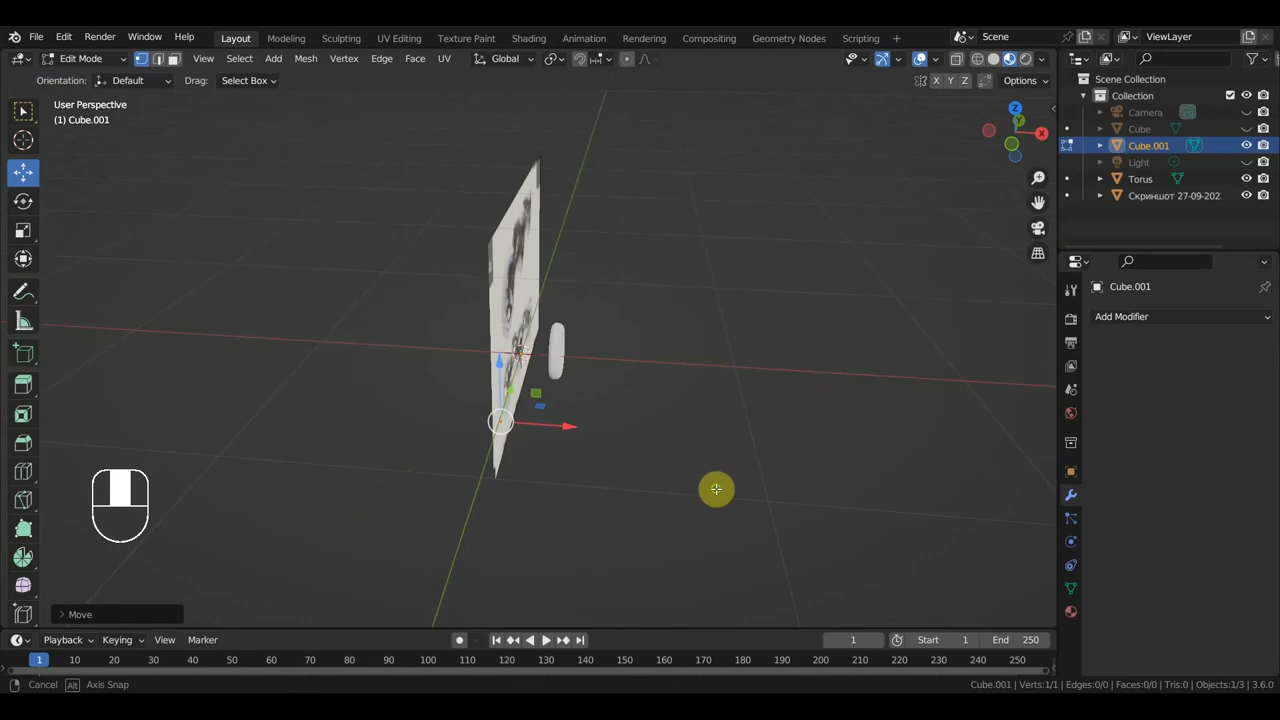 File Edit Render Window Help Layout Modeling Sculpting UV Editing Texture Paint Shading Animation Rendering Compositing Geometry Nodes Scripting + Scene ViewLayer
Edit Mode View Select Add Mesh Vertex Edge Face UV Global
Orientation: Default Drag: Select Box X Y Z Options
User Perspective
(1) Cube.001
Z
Y
X
Scene Collection
Collection
Camera
Cube
Cube.001
Light
Torus
Скриншот 27-09-202
Cube.001
Add Modifier
Move
Playback Keying View Marker 1 Start 1 End 250
1 10 20 30 40 50 60 70 80 90 100 110 120 130 140 150 160 170 180 190 200 210 220 230 240 250
Cancel Alt Axis Snap Cube.001 | Verts:1/1 | Edges:0/0 | Faces:0/0 | Tris:0 | Objects:1/3 | 3.6.0